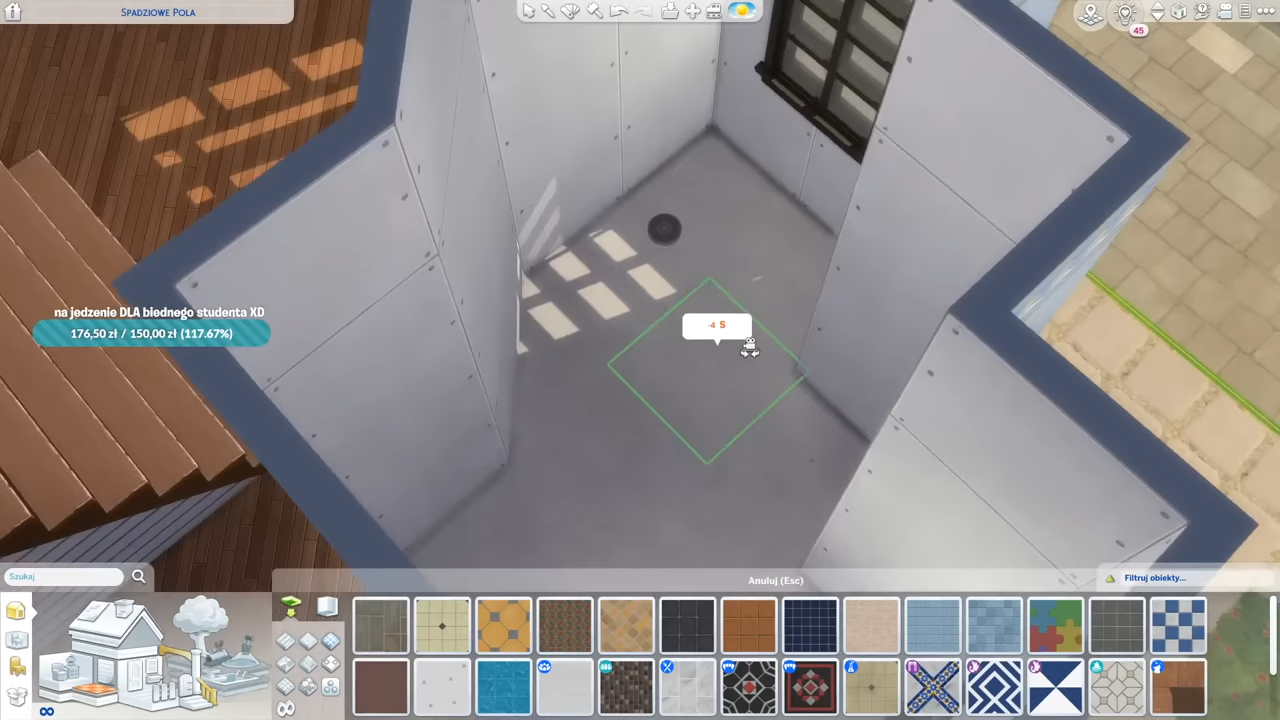 Spadziowe Pola
45
na jedzenie DLA biednego studenta XD
176,50 zł / 150,00 zł (117.67%)
-4 §
Szukaj
Anuluj (Esc)
Filtruj obiekty...